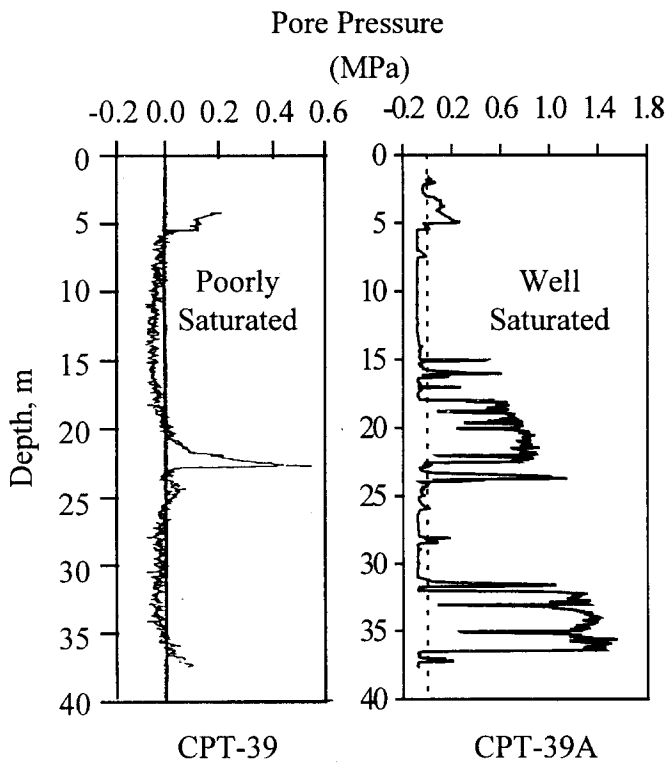 Pore Pressure
(MPa)
-0.2 0.0 0.2 0.4 0.6
-0.2 0.2 0.6 1.0 1.4 1.8
Depth, m
0
5
10
15
20
25
30
35
40
Poorly
Saturated
0
5
10
15
20
25
30
35
40
Well
Saturated
CPT-39
CPT-39A